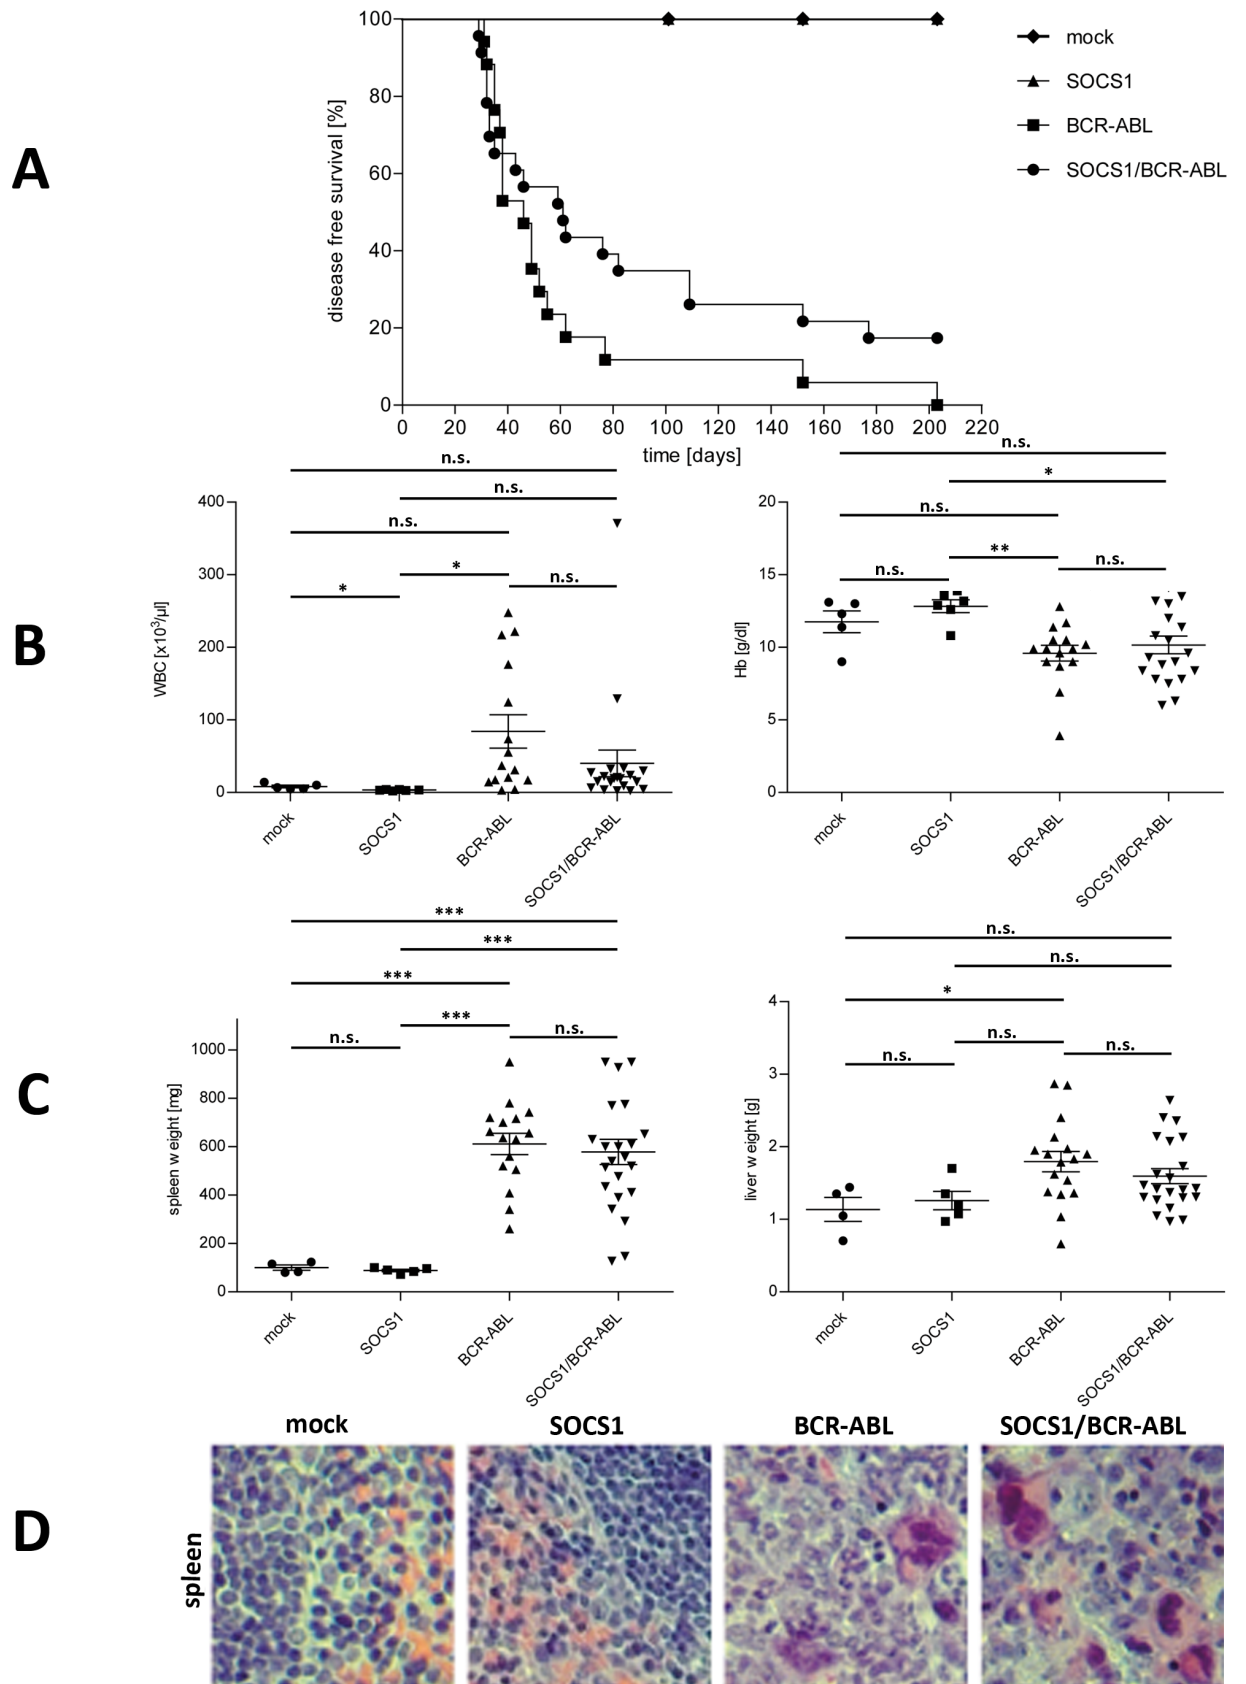 A
disease free survival [%]
100
80
60
40
20
0
0 20 40 60 80 100 120 140 160 180 200 220
time [days]
mock
SOCS1
BCR-ABL
SOCS1/BCR-ABL
B
n.s.
n.s.
n.s.
*
n.s.
*
WBC [x10³/µl]
400
300
200
100
0
mock
SOCS1
BCR-ABL
SOCS1/BCR-ABL
n.s.
*
n.s.
**
n.s.
n.s.
Hb [g/dl]
20
15
10
5
0
mock
SOCS1
BCR-ABL
SOCS1/BCR-ABL
C
***
***
***
***
n.s.
n.s.
spleen w eight [mg]
1000
800
600
400
200
0
mock
SOCS1
BCR-ABL
SOCS1/BCR-ABL
n.s.
n.s.
*
n.s.
n.s.
n.s.
liver w eight [g]
4
3
2
1
0
mock
SOCS1
BCR-ABL
SOCS1/BCR-ABL
D
mock SOCS1 BCR-ABL SOCS1/BCR-ABL
spleen